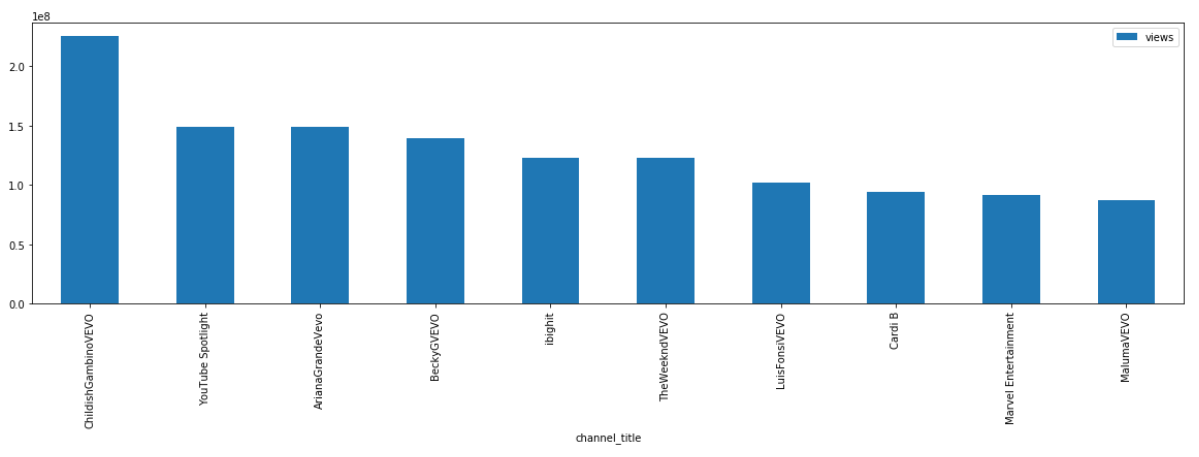 1e8
views
2.0
1.5
1.0
0.5
0.0
ChildishGambinoVEVO
YouTube Spotlight
ArianaGrandeVevo
BeckyGVEVO
ibighit
TheWeekndVEVO
LuisFonsiVEVO
Cardi B
Marvel Entertainment
MalumaVEVO
channel_title